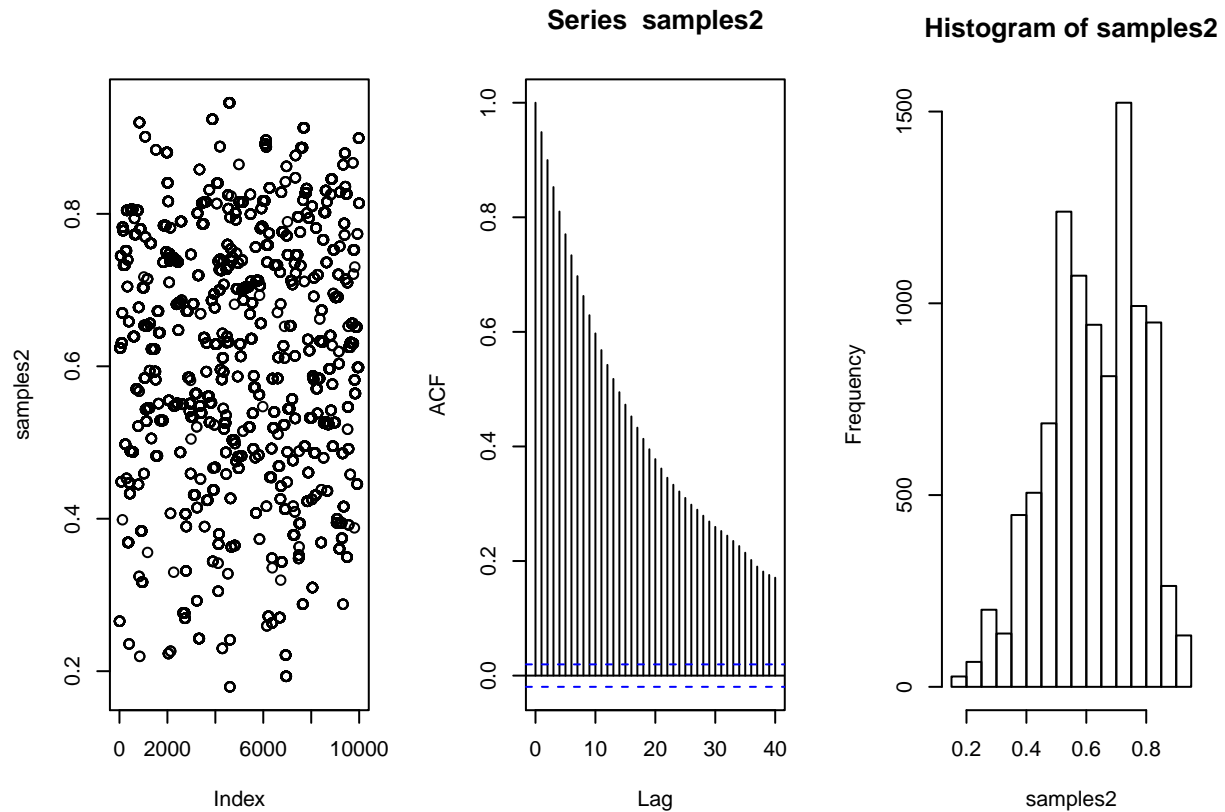 Series samples2
Histogram of samples2
samples2
0.2
0.4
0.6
0.8
0 2000 6000 10000
Index
ACF
0.0
0.2
0.4
0.6
0.8
1.0
0 10 20 30 40
Lag
Frequency
0
500
1000
1500
0.2 0.4 0.6 0.8
samples2